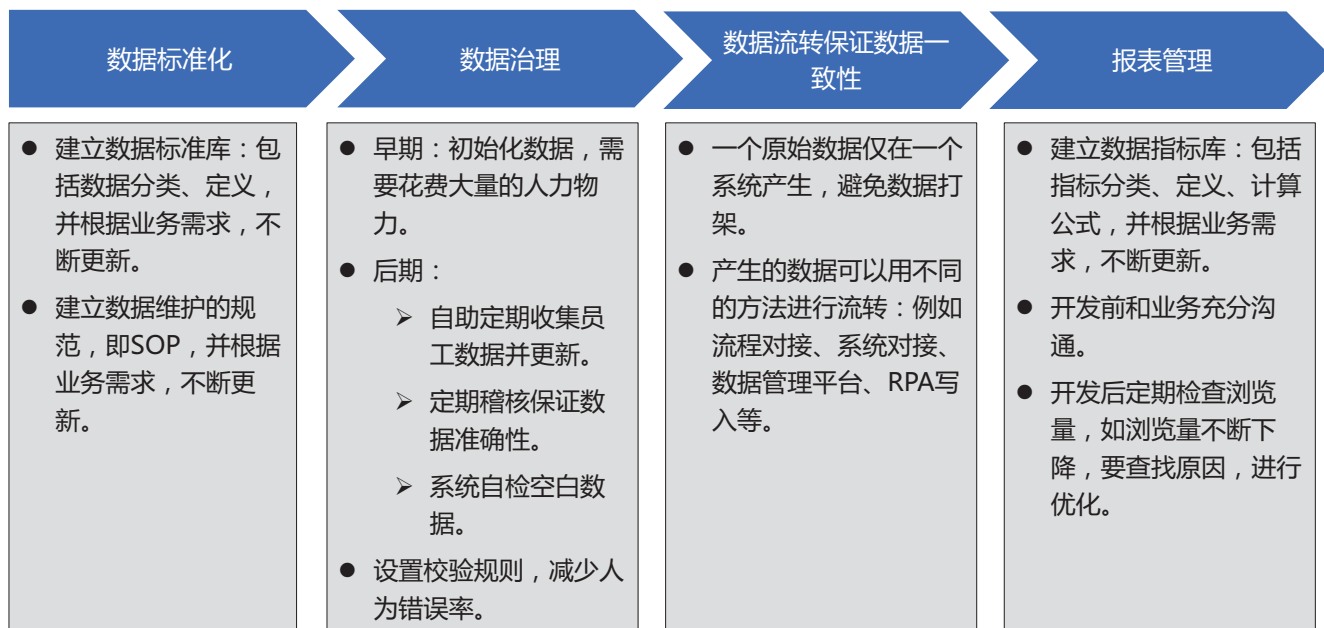 数据标准化
数据治理
数据流转保证数据一
致性
报表管理
● 建立数据标准库：包
括数据分类、定义，
并根据业务需求，不
断更新。
● 建立数据维护的规
范，即SOP，并根据
业务需求，不断更
新。
● 早期：初始化数据，需
要花费大量的人力物
力。
● 后期：
➢ 自助定期收集员
工数据并更新。
➢ 定期稽核保证数
据准确性。
➢ 系统自检空白数
据。
● 设置校验规则，减少人
为错误率。
● 一个原始数据仅在一个
系统产生，避免数据打
架。
● 产生的数据可以用不同
的方法进行流转：例如
流程对接、系统对接、
数据管理平台、RPA写
入等。
● 建立数据指标库：包括
指标分类、定义、计算
公式，并根据业务需
求，不断更新。
● 开发前和业务充分沟
通。
● 开发后定期检查浏览
量，如浏览量不断下
降，要查找原因，进行
优化。